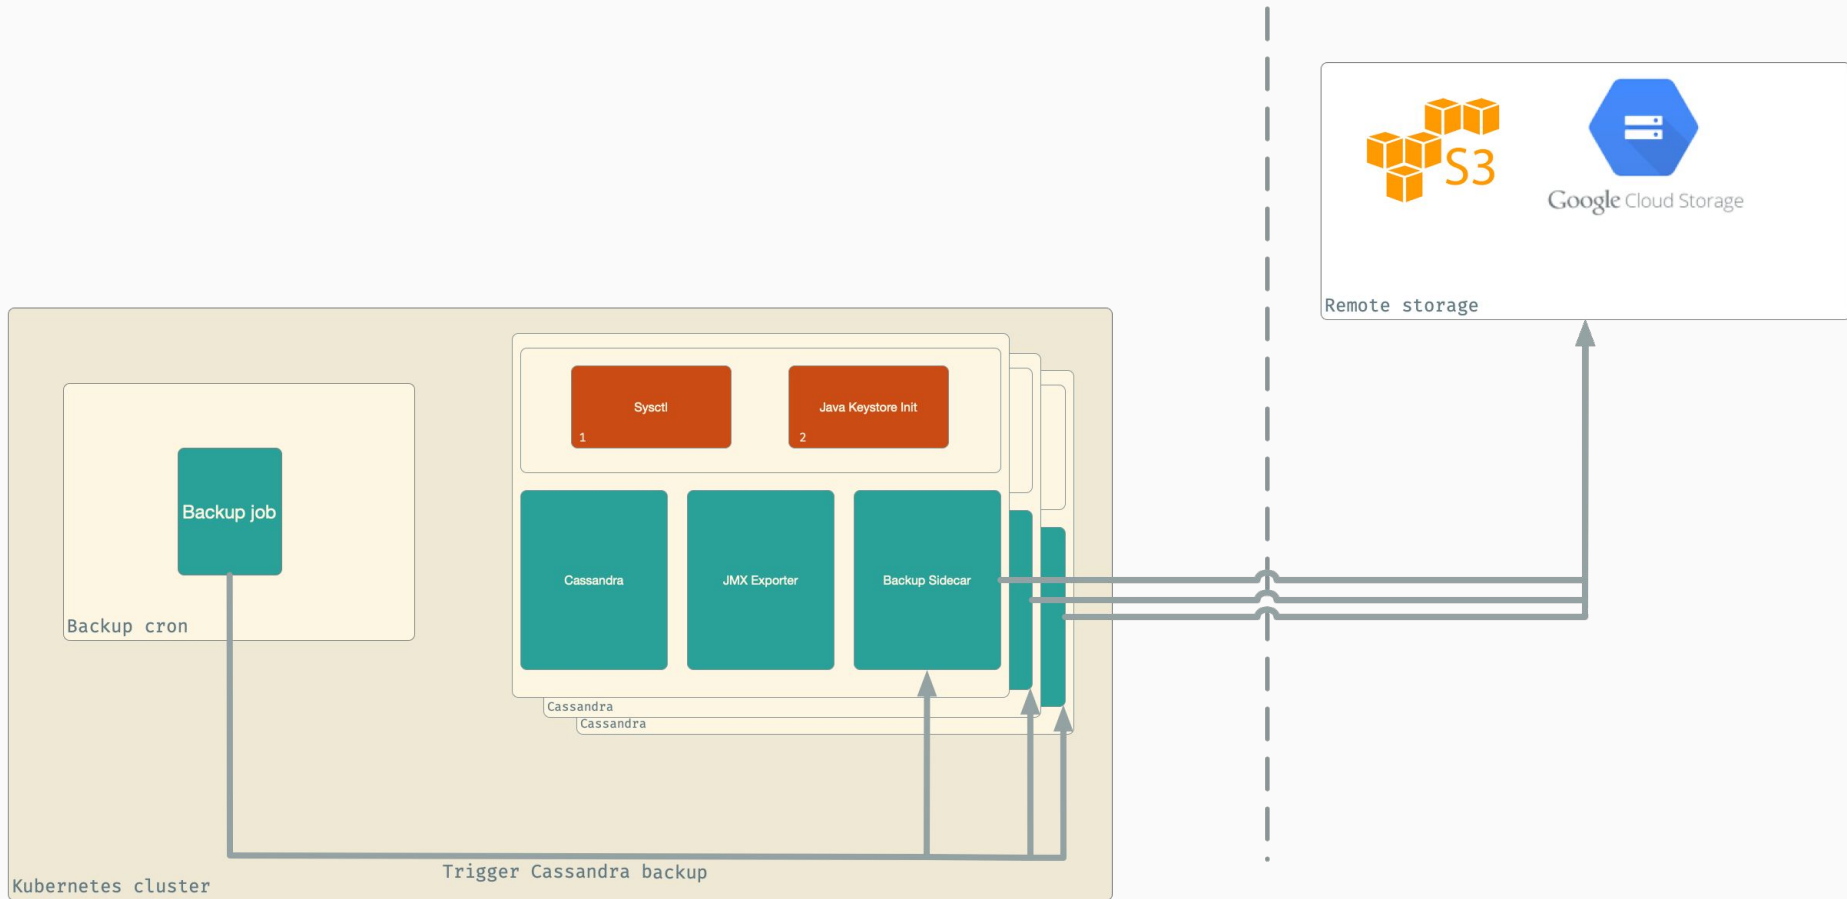 S3
Google Cloud Storage
Remote storage
Sysctl
1
Java Keystore Init
2
Backup job
Backup cron
Cassandra
JMX Exporter
Backup Sidecar
Cassandra
Cassandra
Trigger Cassandra backup
Kubernetes cluster